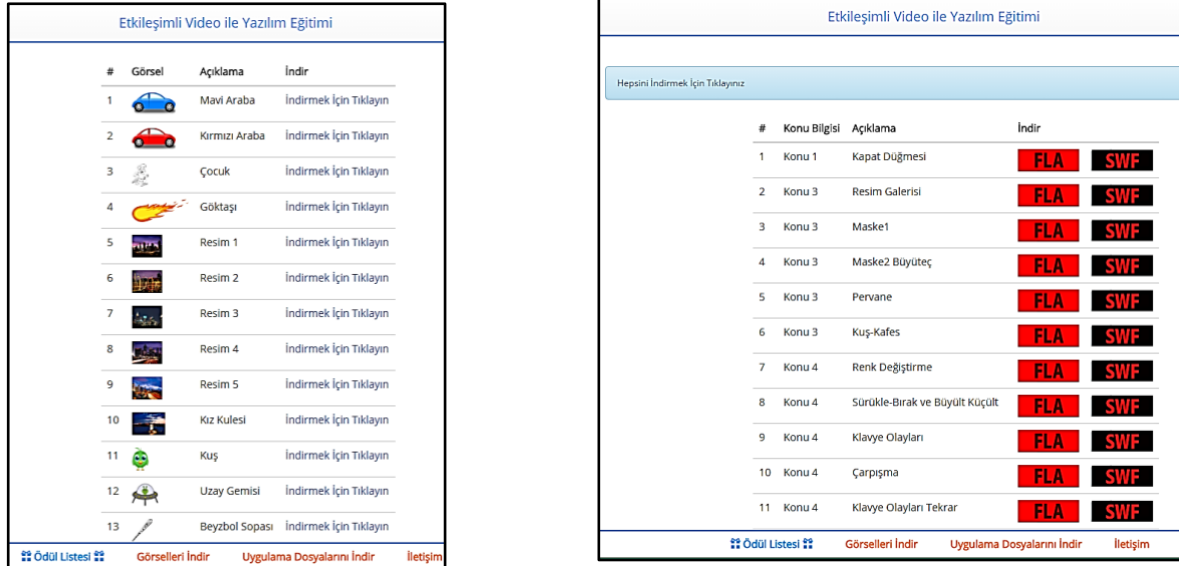 Etkileşimli Video ile Yazılım Eğitimi
# Görsel Açıklama İndir
1 Mavi Araba İndirmek İçin Tıklayın
2 Kırmızı Araba İndirmek İçin Tıklayın
3 Çocuk İndirmek İçin Tıklayın
4 Göktaşı İndirmek İçin Tıklayın
5 Resim 1 İndirmek İçin Tıklayın
6 Resim 2 İndirmek İçin Tıklayın
7 Resim 3 İndirmek İçin Tıklayın
8 Resim 4 İndirmek İçin Tıklayın
9 Resim 5 İndirmek İçin Tıklayın
10 Kız Kulesi İndirmek İçin Tıklayın
11 Kuş İndirmek İçin Tıklayın
12 Uzay Gemisi İndirmek İçin Tıklayın
13 Beyzbol Sopası İndirmek İçin Tıklayın
Ödül Listesi Görselleri İndir Uygulama Dosyalarını İndir İletişim
Etkileşimli Video ile Yazılım Eğitimi
Hepsini İndirmek İçin Tıklayınız
# Konu Bilgisi Açıklama İndir
1 Konu 1 Kapat Düğmesi FLA SWF
2 Konu 3 Resim Galerisi FLA SWF
3 Konu 3 Maske1 FLA SWF
4 Konu 3 Maske2 Büyüteç FLA SWF
5 Konu 3 Pervane FLA SWF
6 Konu 3 Kuş-Kafes FLA SWF
7 Konu 4 Renk Değiştirme FLA SWF
8 Konu 4 Sürükle-Bırak ve Büyült Küçült FLA SWF
9 Konu 4 Klavye Olayları FLA SWF
10 Konu 4 Çarpışma FLA SWF
11 Konu 4 Klavye Olayları Tekrar FLA SWF
Ödül Listesi Görselleri İndir Uygulama Dosyalarını İndir İletişim